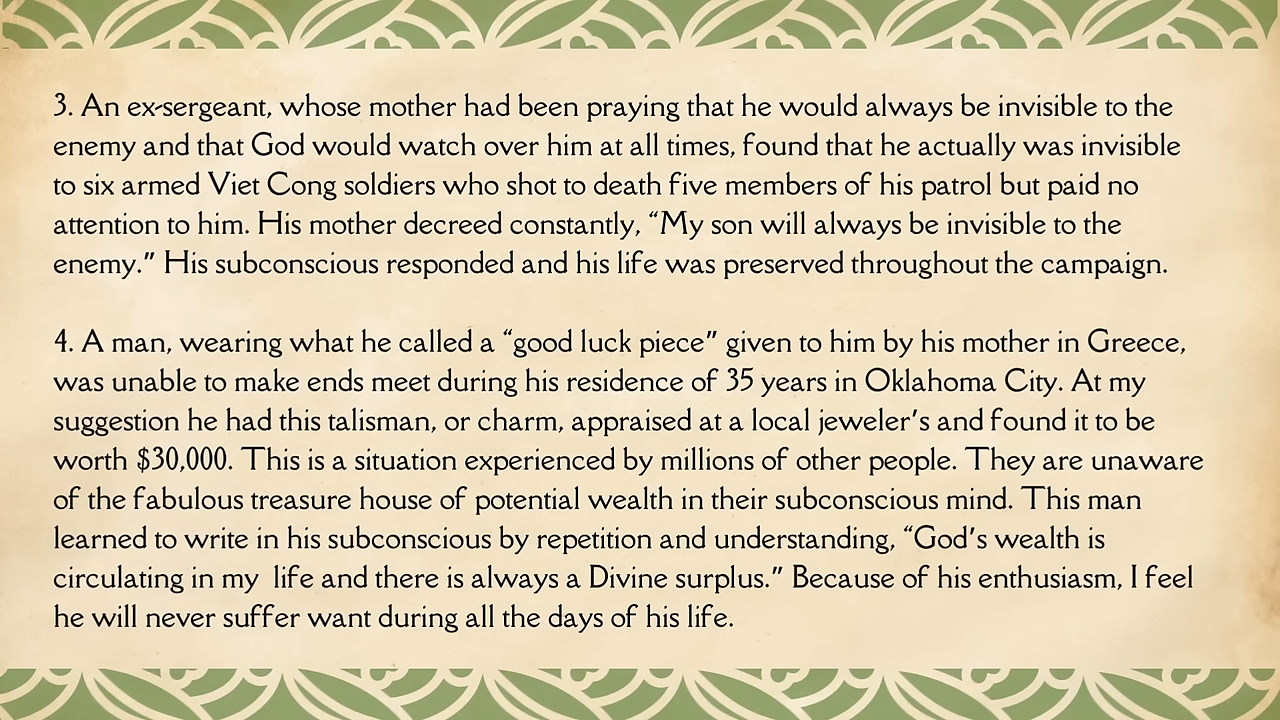 3. An ex-sergeant, whose mother had been praying that he would always be invisible to the
enemy and that God would watch over him at all times, found that he actually was invisible
to six armed Viet Cong soldiers who shot to death five members of his patrol but paid no
attention to him. His mother decreed constantly, “My son will always be invisible to the
enemy.” His subconscious responded and his life was preserved throughout the campaign.

4. A man, wearing what he called a “good luck piece” given to him by his mother in Greece,
was unable to make ends meet during his residence of 35 years in Oklahoma City. At my
suggestion he had this talisman, or charm, appraised at a local jeweler's and found it to be
worth $30,000. This is a situation experienced by millions of other people. They are unaware
of the fabulous treasure house of potential wealth in their subconscious mind. This man
learned to write in his subconscious by repetition and understanding, “God's wealth is
circulating in my  life and there is always a Divine surplus.” Because of his enthusiasm, I feel
he will never suffer want during all the days of his life.